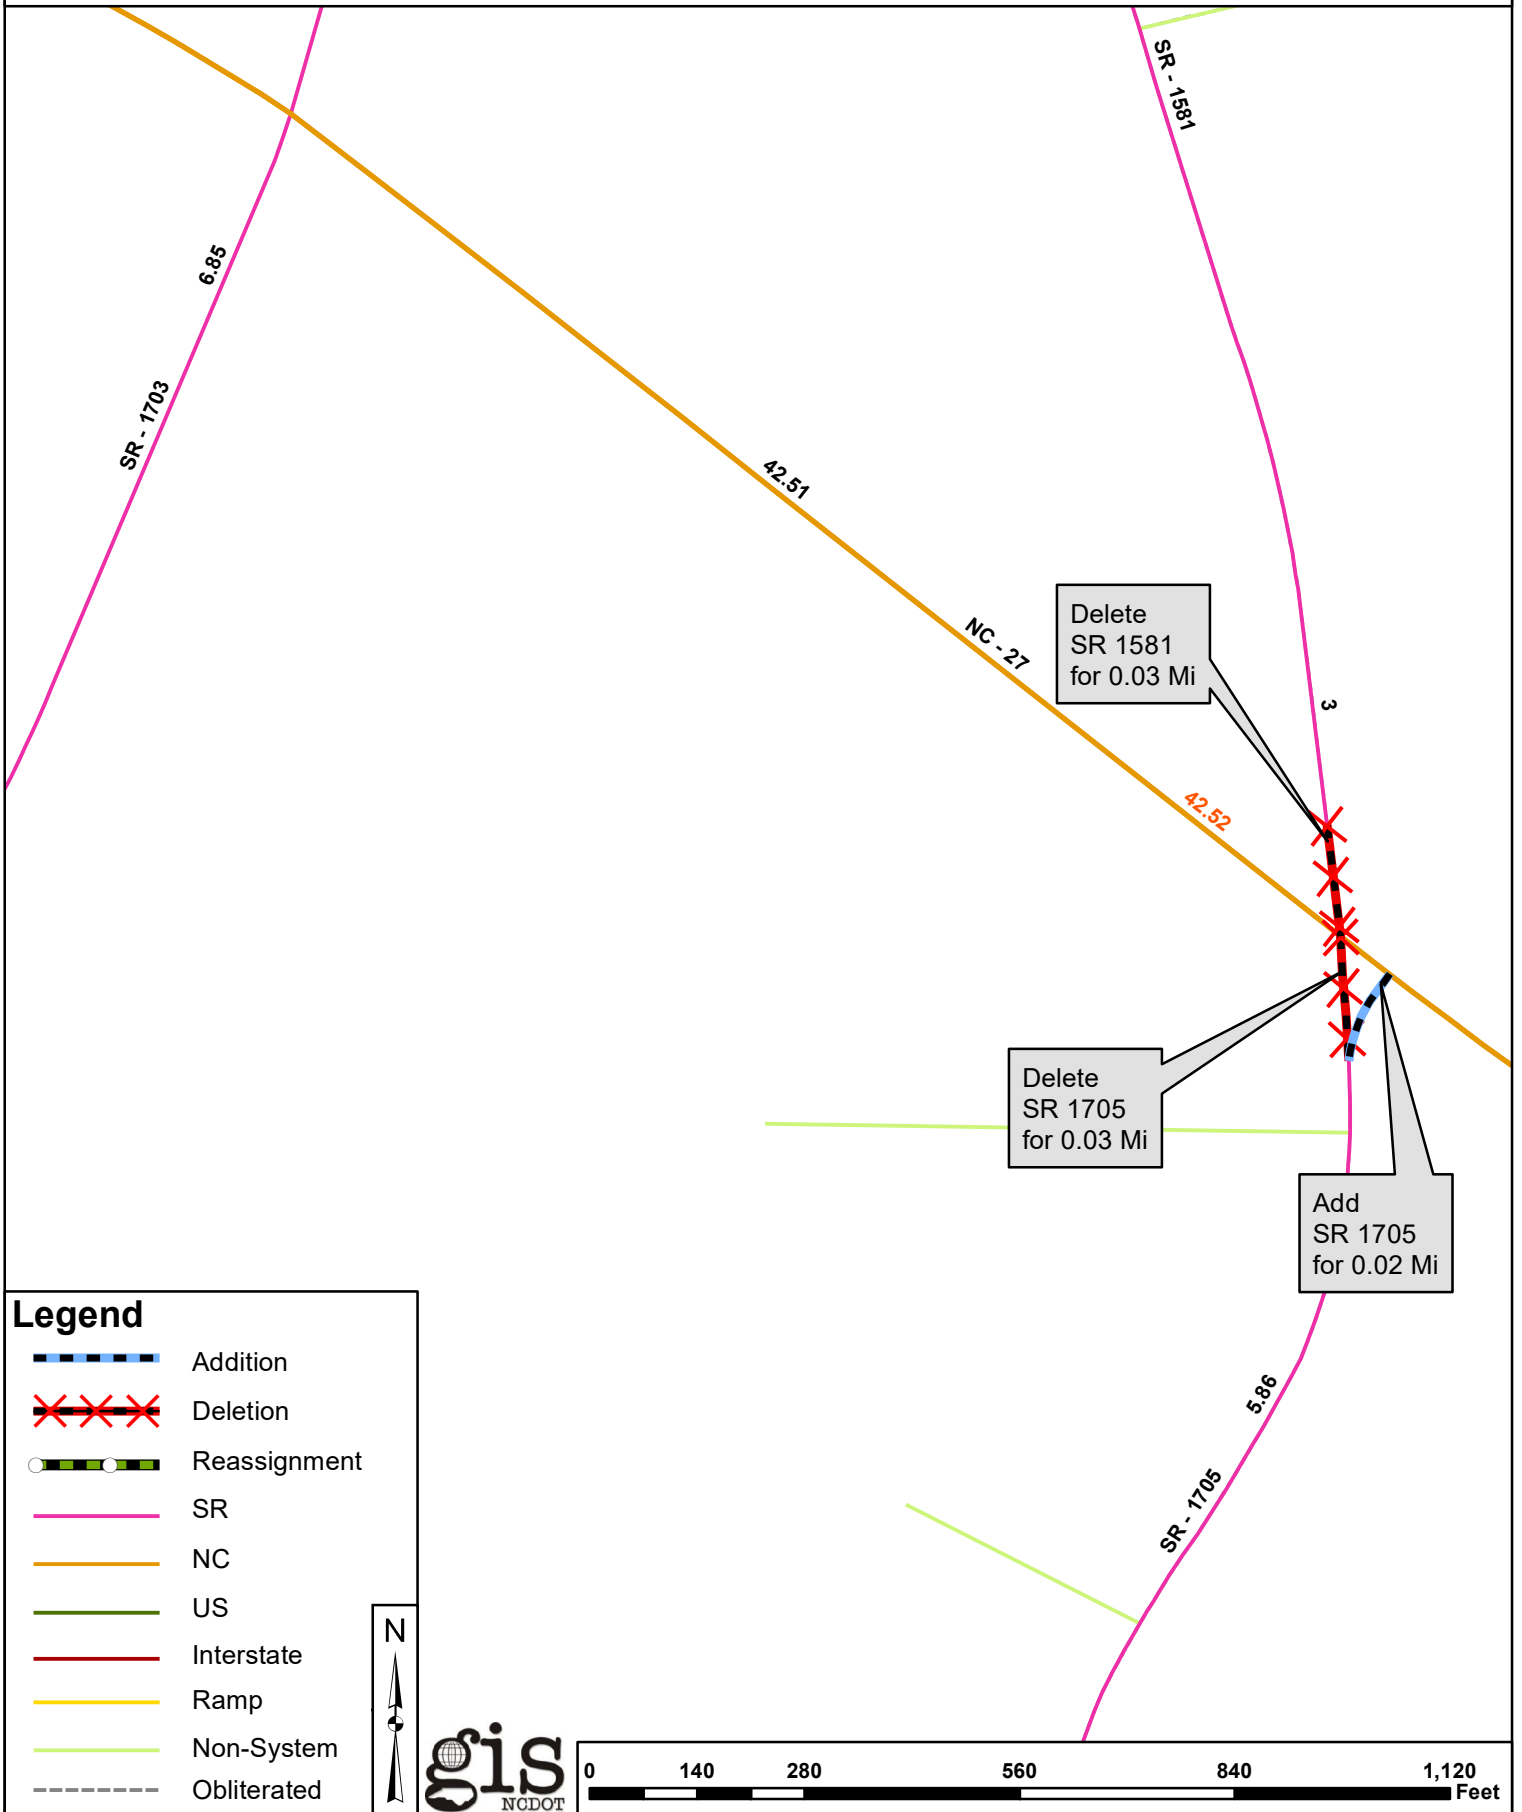 SR - 1581
6.85
SR - 1703
42.51
NC - 27
Delete
SR 1581
for 0.03 Mi
3
42.52
Delete
SR 1705
for 0.03 Mi
Add
SR 1705
for 0.02 Mi
5.86
SR - 1705
Legend
Addition
Deletion
Reassignment
SR
NC
US
Interstate
Ramp
Non-System
Obliterated
N
gis
NCDOT
0 140 280 560 840 1,120
Feet